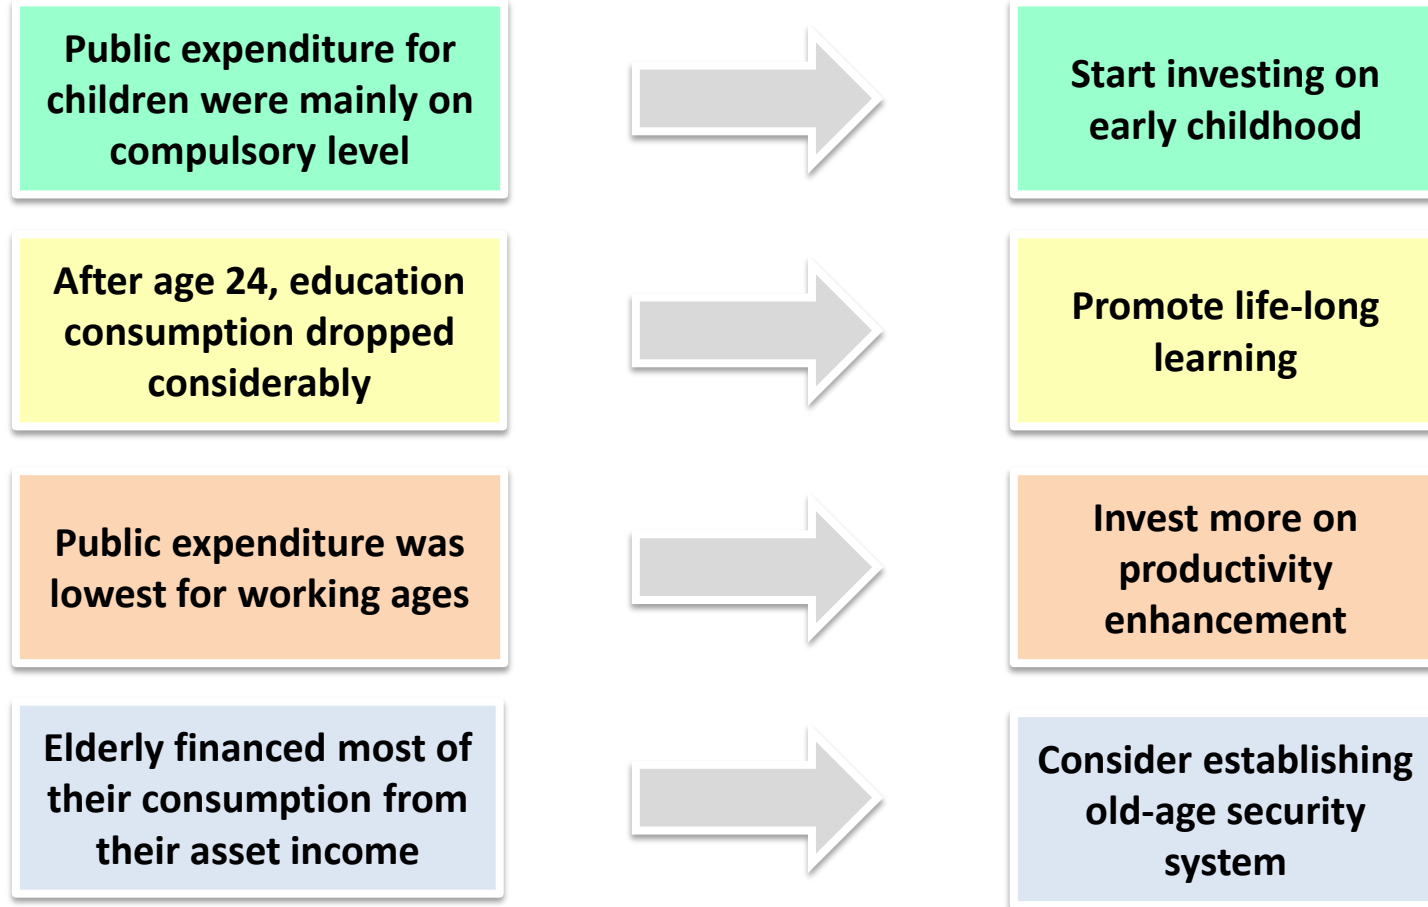 Public expenditure for
children were mainly on
compulsory level
Start investing on
early childhood
After age 24, education
consumption dropped
considerably
Promote life-long
learning
Public expenditure was
lowest for working ages
Invest more on
productivity
enhancement
Elderly financed most of
their consumption from
their asset income
Consider establishing
old-age security
system